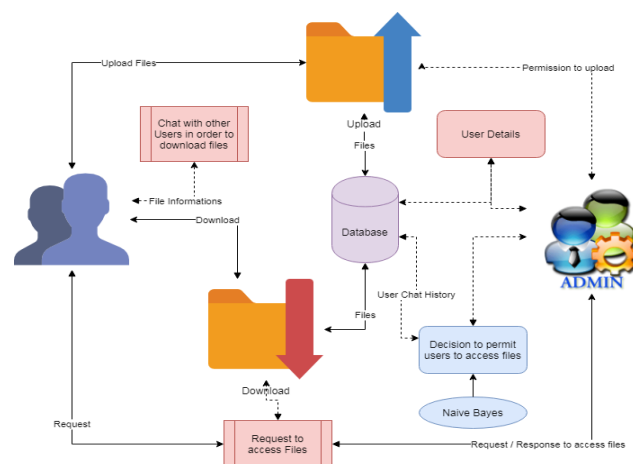 Upload Files
Permission to upload
Chat with other
Users in order to
download files
Upload
Files
User Details
File Informations
Download
Database
ADMIN
User Chat History
Files
Decision to permit
users to access files
Download
Naive Bayes
Request
Request to
access Files
Request / Response to access files